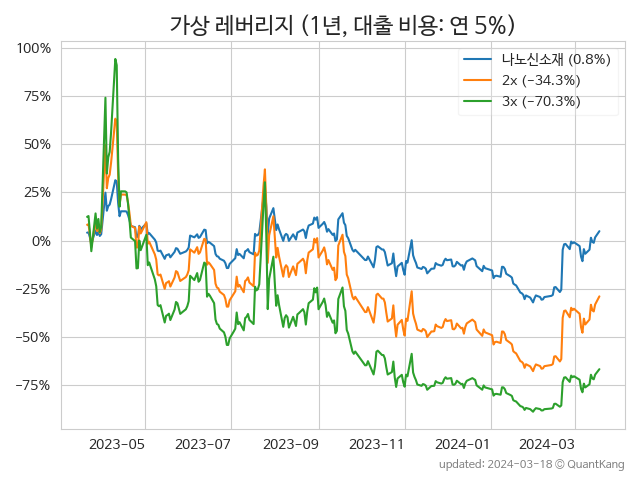 가상 레버리지 (1년, 대출 비용: 연 5%)
나노신소재 (0.8%)
2x (−34.3%)
3x (−70.3%)
100%
75%
50%
25%
0%
−25%
−50%
−75%
2023-05 2023-07 2023-09 2023-11 2024-01 2024-03
updated: 2024-03-18 © QuantKang